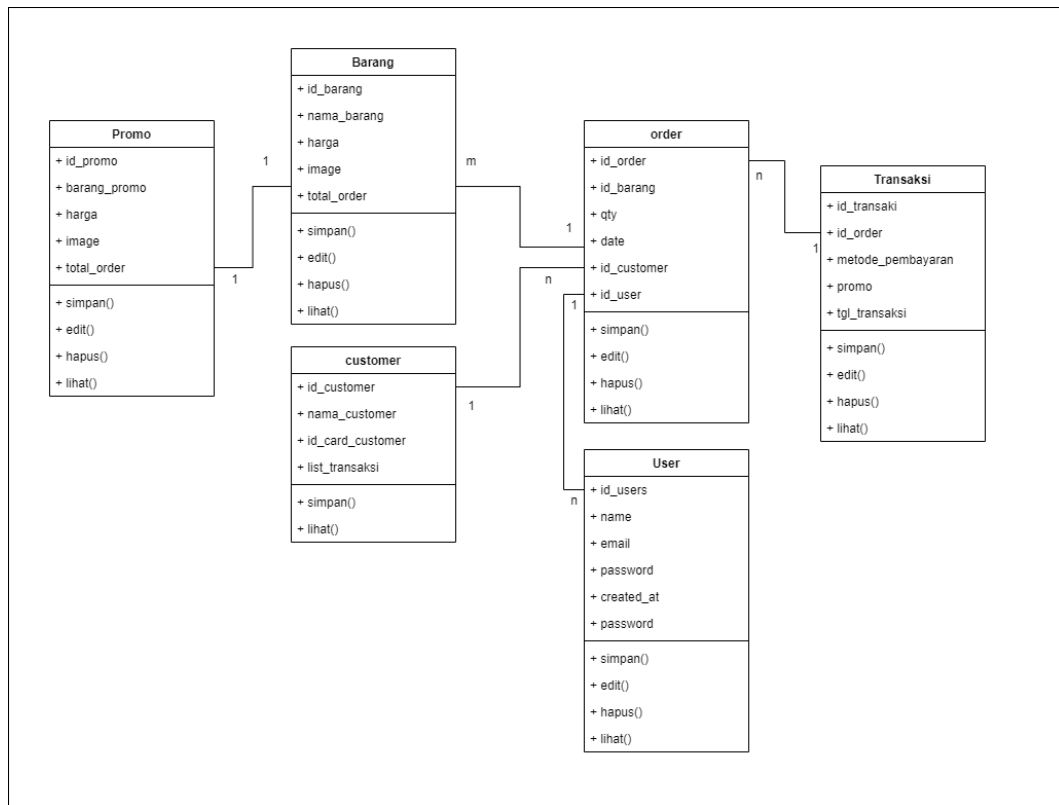 Promo
+ id_promo
+ barang_promo
+ harga
+ image
+ total_order
+ simpan()
+ edit()
+ hapus()
+ lihat()
1
1
Barang
+ id_barang
+ nama_barang
+ harga
+ image
+ total_order
+ simpan()
+ edit()
+ hapus()
+ lihat()
m
1
customer
+ id_customer
+ nama_customer
+ id_card_customer
+ list_transaksi
+ simpan()
+ lihat()
1
n
order
+ id_order
+ id_barang
+ qty
+ date
+ id_customer
+ id_user
+ simpan()
+ edit()
+ hapus()
+ lihat()
1
n
User
+ id_users
+ name
+ email
+ password
+ created_at
+ password
+ simpan()
+ edit()
+ hapus()
+ lihat()
n
1
Transaksi
+ id_transaki
+ id_order
+ metode_pembayaran
+ promo
+ tgl_transaksi
+ simpan()
+ edit()
+ hapus()
+ lihat()